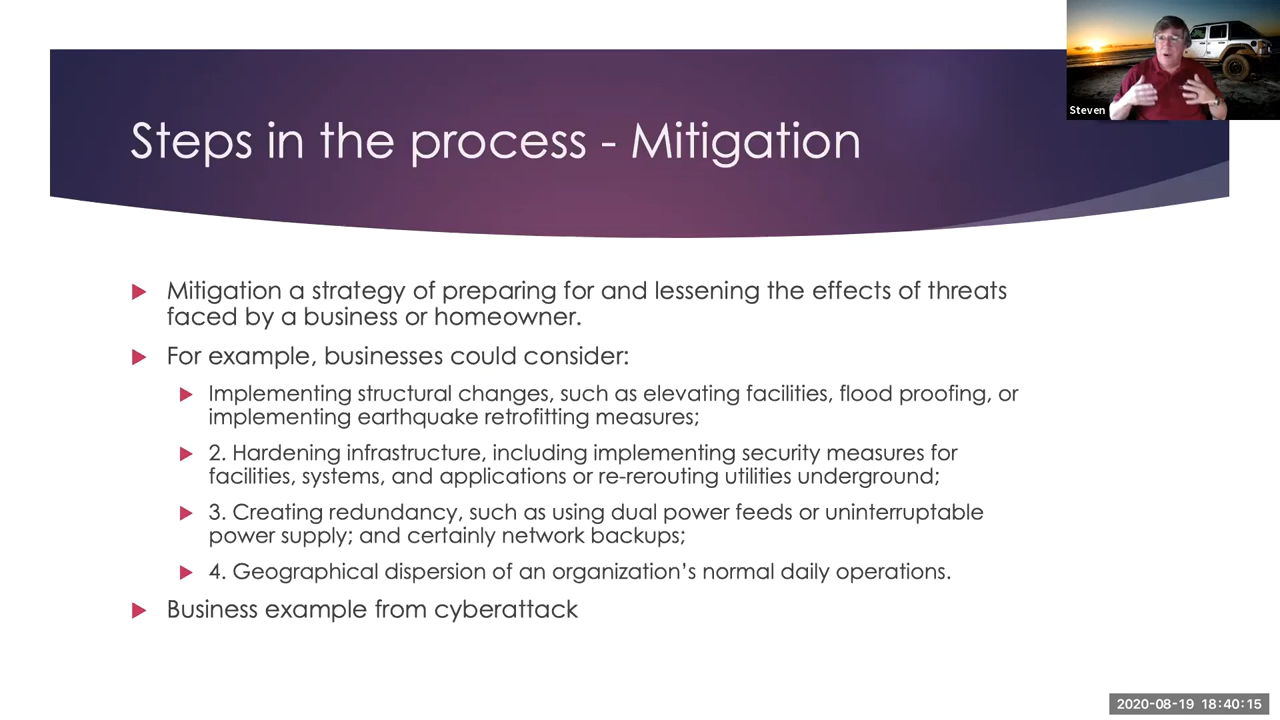 Steven
Steps in the process - Mitigation
Mitigation a strategy of preparing for and lessening the effects of threats
faced by a business or homeowner.
For example, businesses could consider:
Implementing structural changes, such as elevating facilities, flood proofing, or
implementing earthquake retrofitting measures;
2. Hardening infrastructure, including implementing security measures for
facilities, systems, and applications or re-rerouting utilities underground;
3. Creating redundancy, such as using dual power feeds or uninterruptable
power supply; and certainly network backups;
4. Geographical dispersion of an organization’s normal daily operations.
Business example from cyberattack
2020-08-19 18:40:15